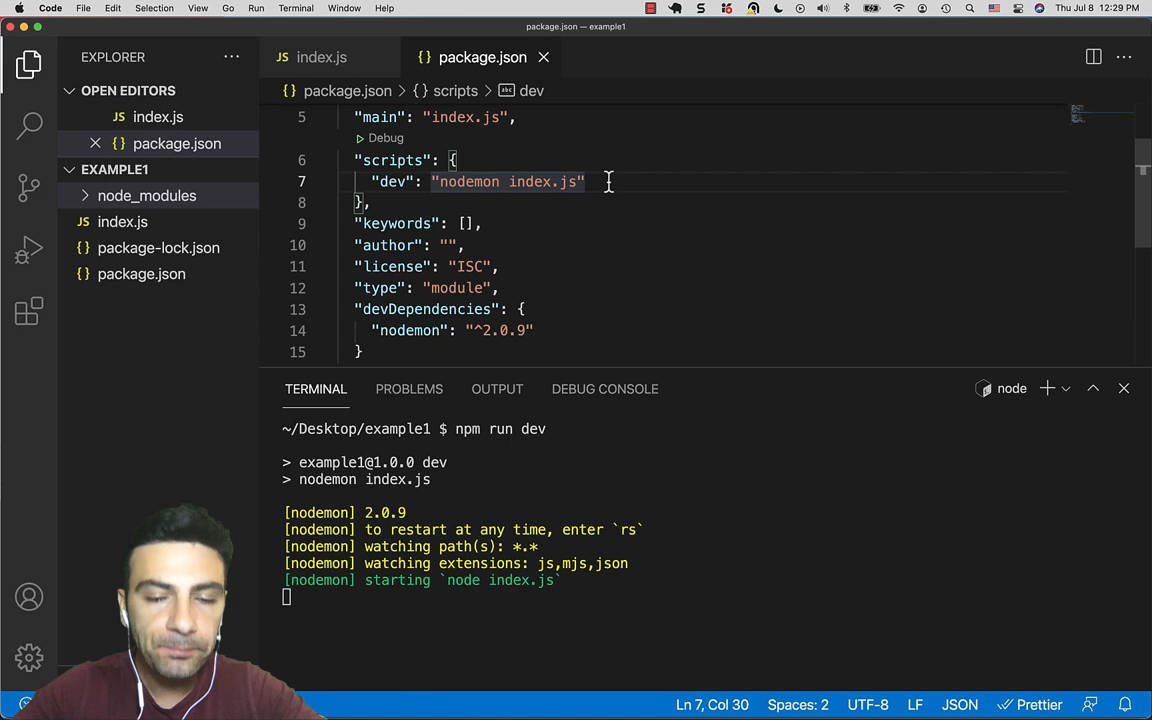 Code File Edit Selection View Go Run Terminal Window Help Thu Jul 8 12:29 PM
package.json — example1
EXPLORER
OPEN EDITORS
JS index.js
{} package.json
EXAMPLE1
node_modules
JS index.js
{} package-lock.json
{} package.json
JS index.js {} package.json
{} package.json > {} scripts > abc dev
5 "main": "index.js",
Debug
6 "scripts": {
7 "dev": "nodemon index.js"
8 },
9 "keywords": [],
10 "author": "",
11 "license": "ISC",
12 "type": "module",
13 "devDependencies": {
14 "nodemon": "^2.0.9"
15 }
TERMINAL PROBLEMS OUTPUT DEBUG CONSOLE node
~/Desktop/example1 $ npm run dev
> example1@1.0.0 dev
> nodemon index.js
[nodemon] 2.0.9
[nodemon] to restart at any time, enter `rs`
[nodemon] watching path(s): *.*
[nodemon] watching extensions: js,mjs,json
[nodemon] starting `node index.js`
Ln 7, Col 30 Spaces: 2 UTF-8 LF JSON Prettier